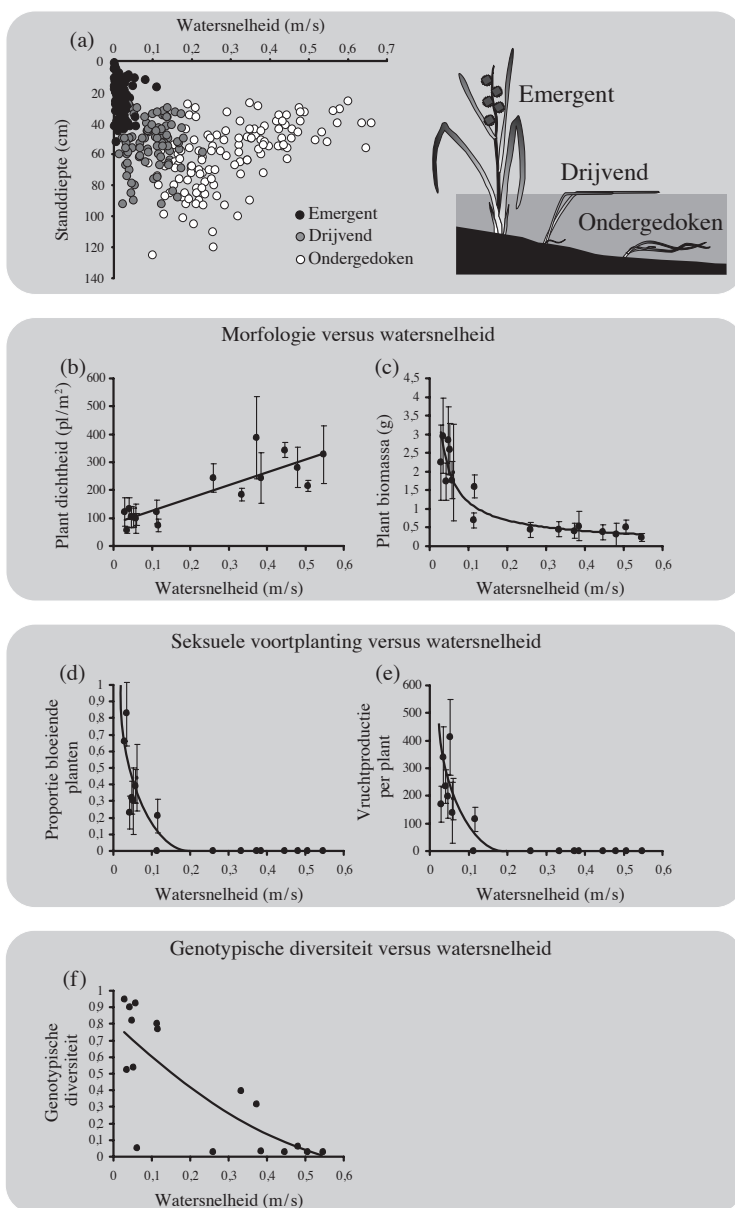 (a)
Watersnelheid (m/s)
0 0,1 0,2 0,3 0,4 0,5 0,6 0,7
Standdiepte (cm)
0
20
40
60
80
100
120
140
Emergent
Drijvend
Ondergedoken
Emergent
Drijvend
Ondergedoken
Morfologie versus watersnelheid
(b)
Plant dichtheid (pl/m²)
600
500
400
300
200
100
0
0 0,1 0,2 0,3 0,4 0,5 0,6
Watersnelheid (m/s)
(c)
Plant biomassa (g)
4,5
4
3,5
3
2,5
2
1,5
1
0,5
0
0 0,1 0,2 0,3 0,4 0,5 0,6
Watersnelheid (m/s)
Seksuele voortplanting versus watersnelheid
(d)
Proportie bloeiende
planten
1
0,9
0,8
0,7
0,6
0,5
0,4
0,3
0,2
0,1
0
0 0,1 0,2 0,3 0,4 0,5 0,6
Watersnelheid (m/s)
(e)
Vruchtproductie
per plant
600
500
400
300
200
100
0
0 0,1 0,2 0,3 0,4 0,5 0,6
Watersnelheid (m/s)
Genotypische diversiteit versus watersnelheid
(f)
Genotypische
diversiteit
1
0,9
0,8
0,7
0,6
0,5
0,4
0,3
0,2
0,1
0
0 0,1 0,2 0,3 0,4 0,5 0,6
Watersnelheid (m/s)